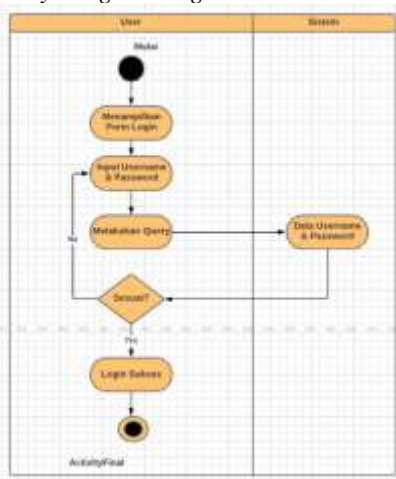 User
Sistem
Mulai
Menampilkan
Form Login
Input Username
& Password
Melakukan Query
Data Username
& Password
No
Sesuai?
Yes
Login Sukses
ActivityFinal